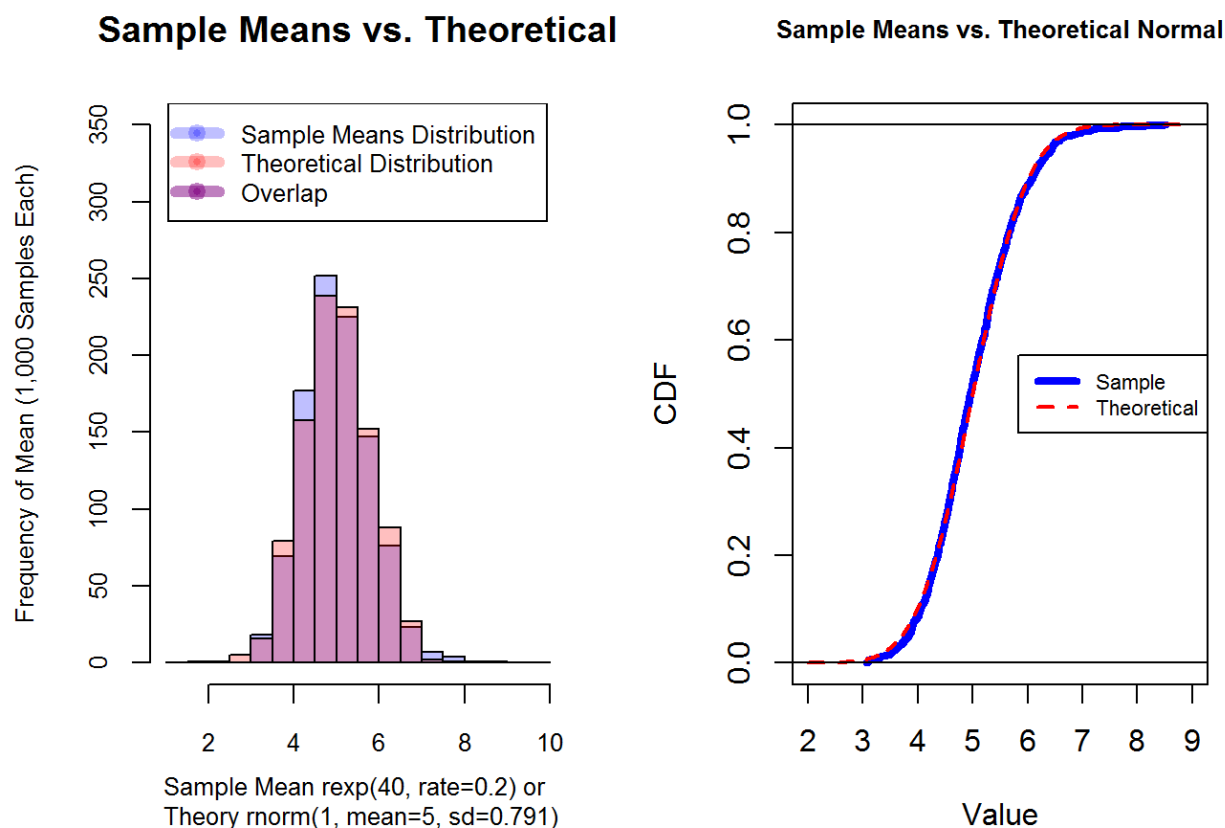 Sample Means vs. Theoretical
350
300
250
200
150
100
50
0
Frequency of Mean (1,000 Samples Each)
Sample Means Distribution
Theoretical Distribution
Overlap
2 4 6 8 10
Sample Mean rexp(40, rate=0.2) or
Theory rnorm(1, mean=5, sd=0.791)
Sample Means vs. Theoretical Normal
1.0
0.8
0.6
0.4
0.2
0.0
CDF
Sample
Theoretical
2 3 4 5 6 7 8 9
Value